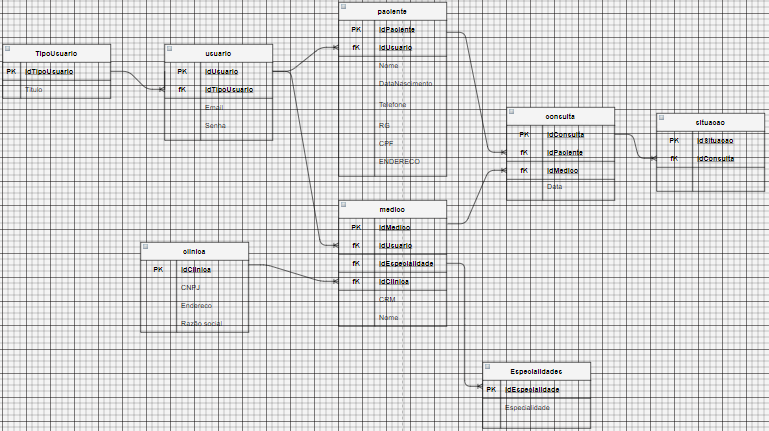 TipoUsuario
PK idTipoUsuario
Titulo
usuario
PK idUsuario
fK idTipoUsuario
Email
Senha
paciente
PK idPaciente
fK idUsuario
Nome
DataNascimento
Telefone
RG
CPF
ENDERECO
consulta
PK idConsulta
fK idPaciente
fK idMedico
Data
situacao
PK idSituacao
fK idConsulta
medico
PK idMedico
fK idUsuario
fK idEspecialidade
fK idClinica
CRM
Nome
clinica
PK idClinica
CNPJ
Endereco
Razão social
Especialidades
PK idEspecialidade
Especialidade